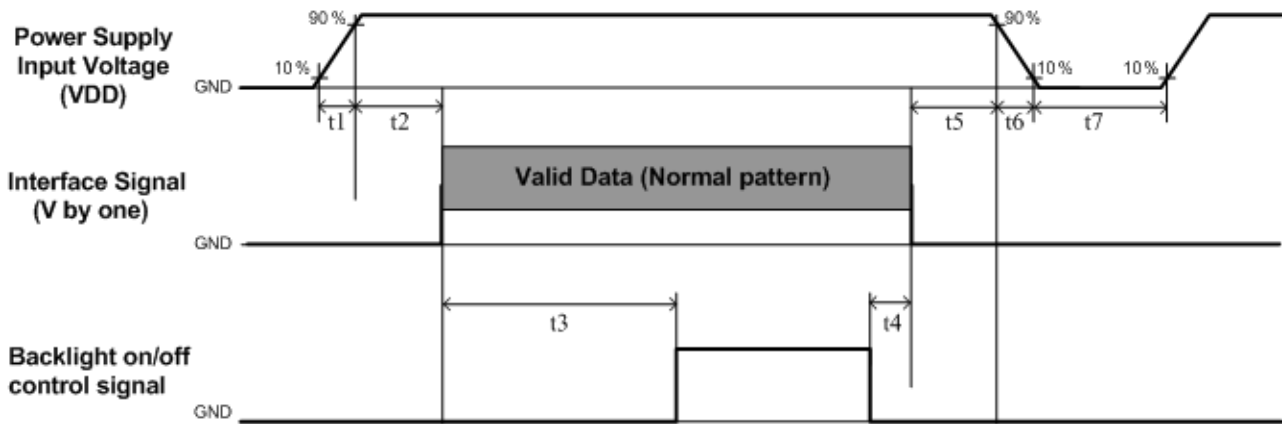 90 %
90 %
Power Supply
Input Voltage
(VDD)
10 %
10 %
10 %
GND
t1
t2
t5
t6
t7
Interface Signal
(V by one)
Valid Data (Normal pattern)
GND
t3
t4
Backlight on/off
control signal
GND